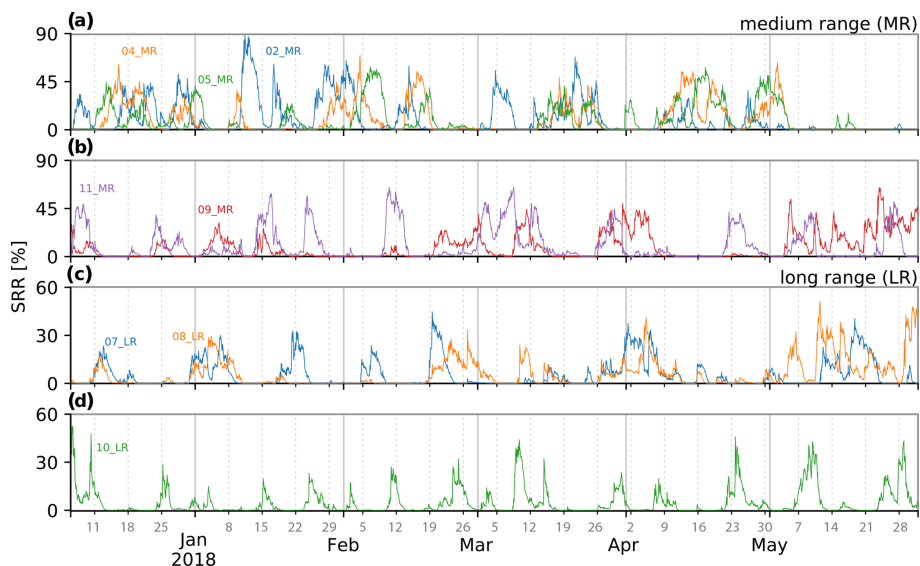 (a)
medium range (MR)
90
04_MR
02_MR
05_MR
45
0
(b)
90
11_MR
09_MR
45
0
SRR [%]
(c)
long range (LR)
60
07_LR
08_LR
30
0
(d)
60
10_LR
30
0
11 18 25 8 15 22 29 5 12 19 26 5 12 19 26 2 9 16 23 30 7 14 21 28
Jan Feb Mar Apr May
2018